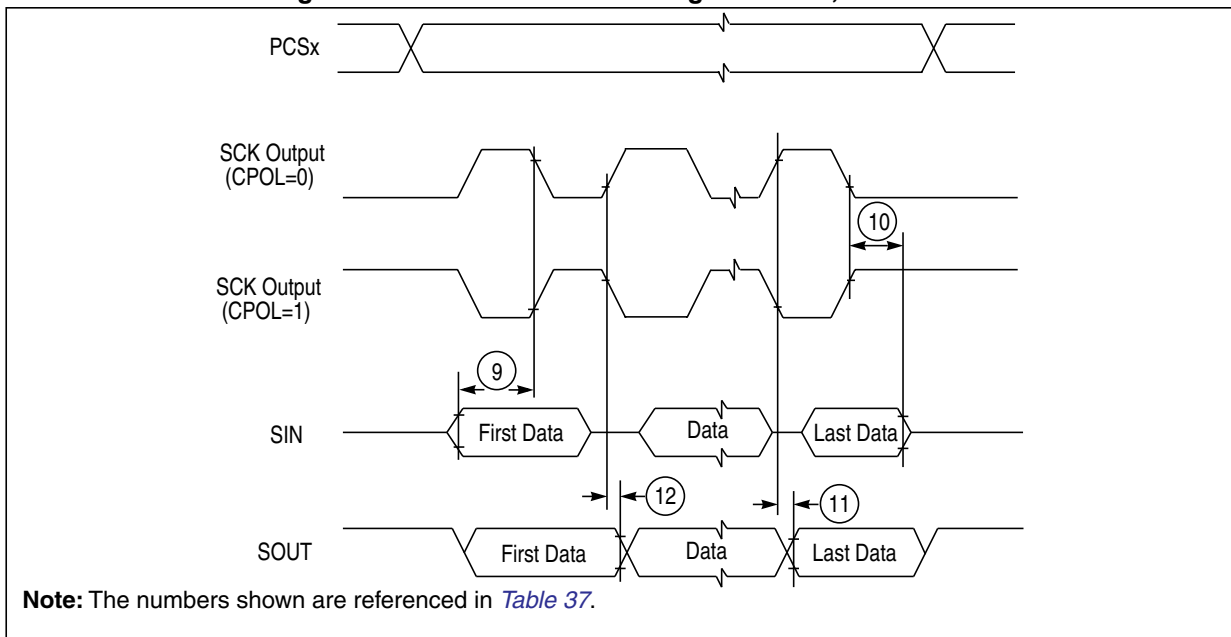 PCSx
SCK Output
(CPOL=0)
10
SCK Output
(CPOL=1)
9
SIN
First Data
Data
Last Data
12
11
SOUT
First Data
Data
Last Data
Note: The numbers shown are referenced in Table 37.